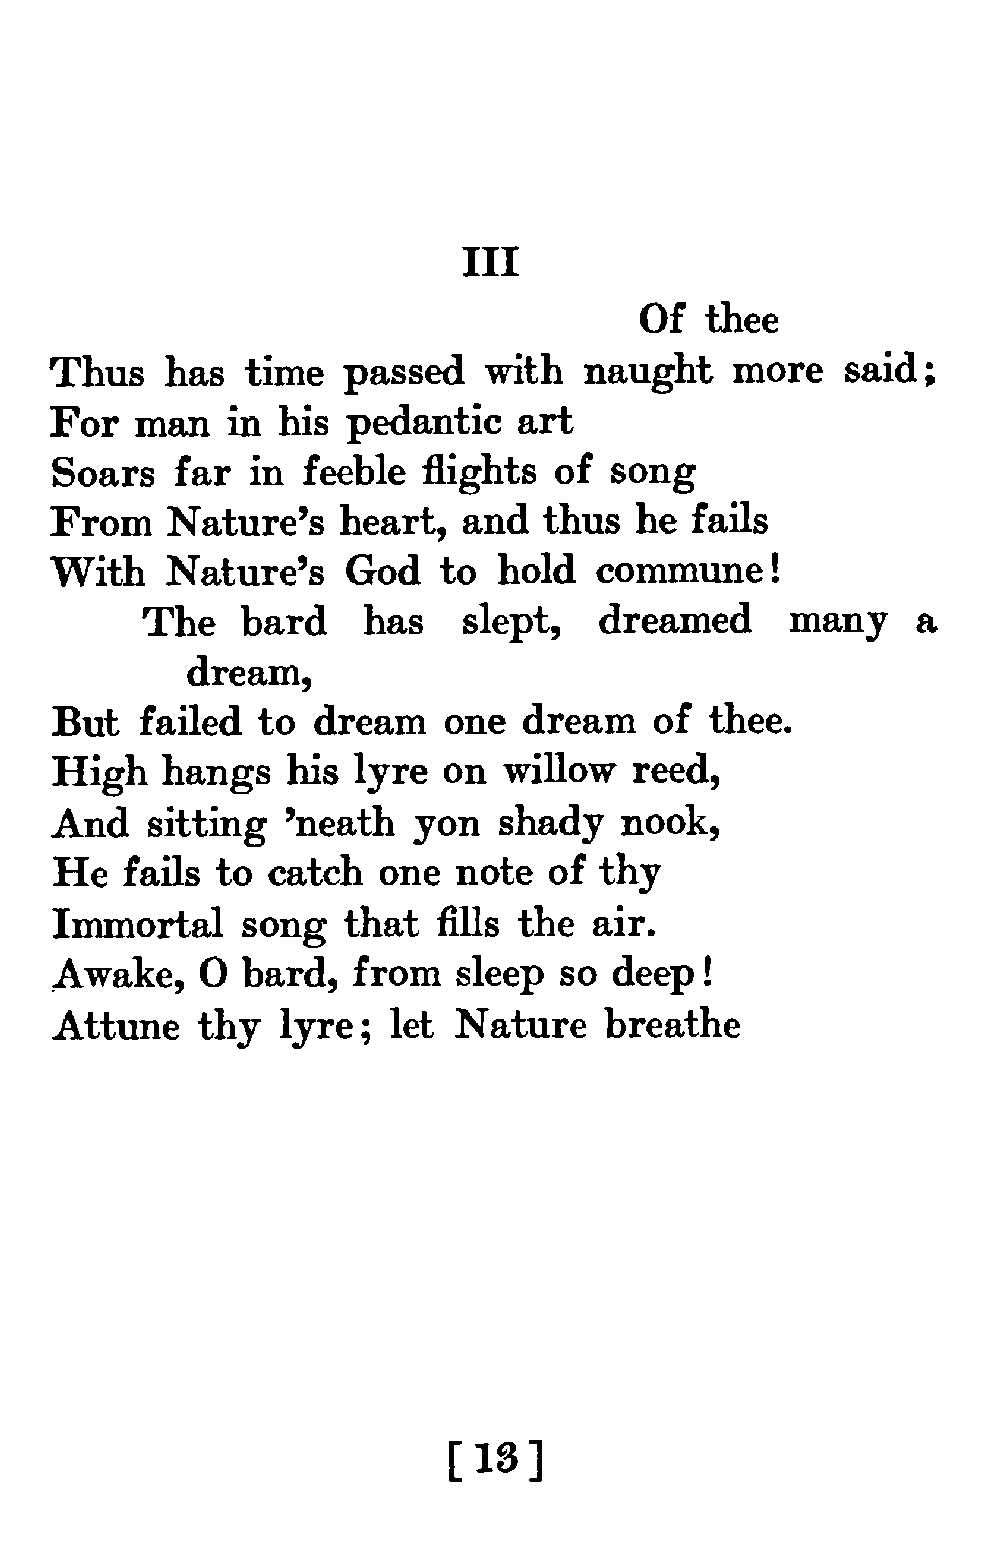 III
Of thee
Thus has time passed with naught more said;
For man in his pedantic art
Soars far in feeble flights of song
From Nature's heart, and thus he fails
With Nature's God to hold commune!
The bard has slept, dreamed many a
dream,
But failed to dream one dream of thee.
High hangs his lyre on willow reed,
And sitting 'neath yon shady nook,
He fails to catch one note of thy
Immortal song that fills the air.
Awake, O bard, from sleep so deep!
Attune thy lyre; let Nature breathe
[13]